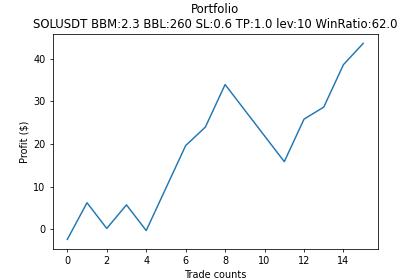 Portfolio
SOLUSDT BBM:2.3 BBL:260 SL:0.6 TP:1.0 lev:10 WinRatio:62.0
40
30
20
10
0
Profit ($)
0 2 4 6 8 10 12 14
Trade counts